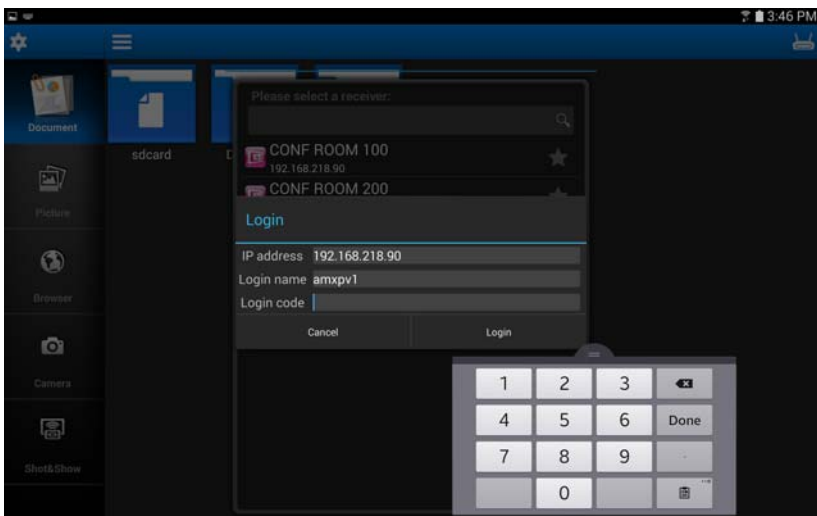 3:46 PM
Please select a receiver:
Document
CONF ROOM 100
192.168.218.90
sdcard
D
CONF ROOM 200
Picture
Login
IP address 192.168.218.90
Login name amxpv1
Login code
Browser
Cancel Login
1 2 3
Camera
4 5 6 Done
7 8 9
Shot&Show
0